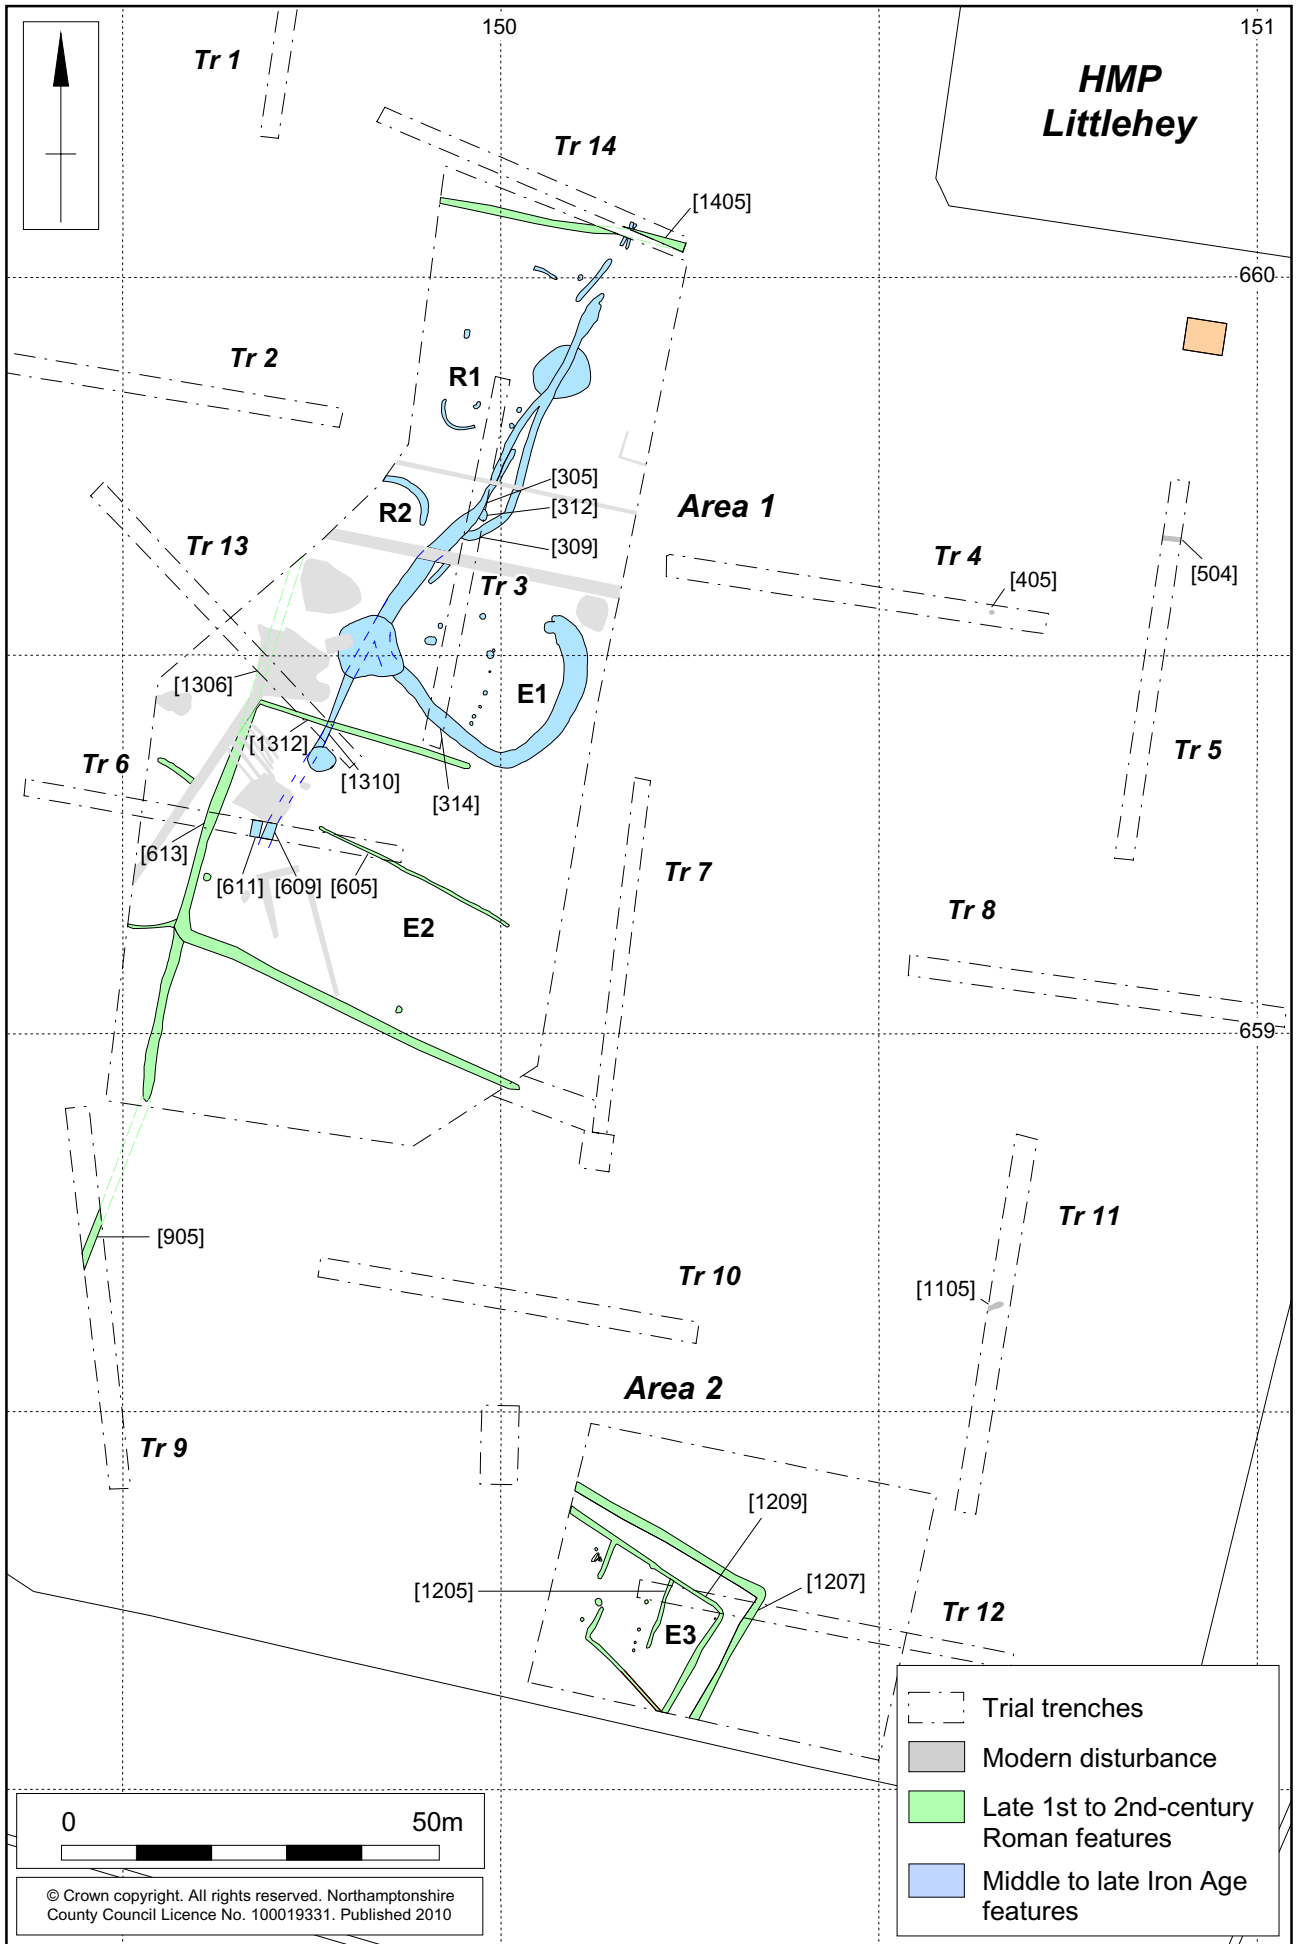 150
151
Tr 1
HMP
Littlehey
Tr 14
[1405]
660
Tr 2
R1
[305]
[312]
[309]
R2
Area 1
Tr 13
Tr 3
Tr 4
[405]
[504]
[1306]
E1
[1312]
[1310]
[314]
Tr 6
Tr 5
[613]
[611]
[609]
[605]
Tr 7
E2
Tr 8
659
[905]
Tr 11
Tr 10
[1105]
Area 2
Tr 9
[1209]
[1205]
[1207]
E3
Tr 12
Trial trenches
Modern disturbance
Late 1st to 2nd-century
Roman features
Middle to late Iron Age
features
0
50m
© Crown copyright. All rights reserved. Northamptonshire
County Council Licence No. 100019331. Published 2010